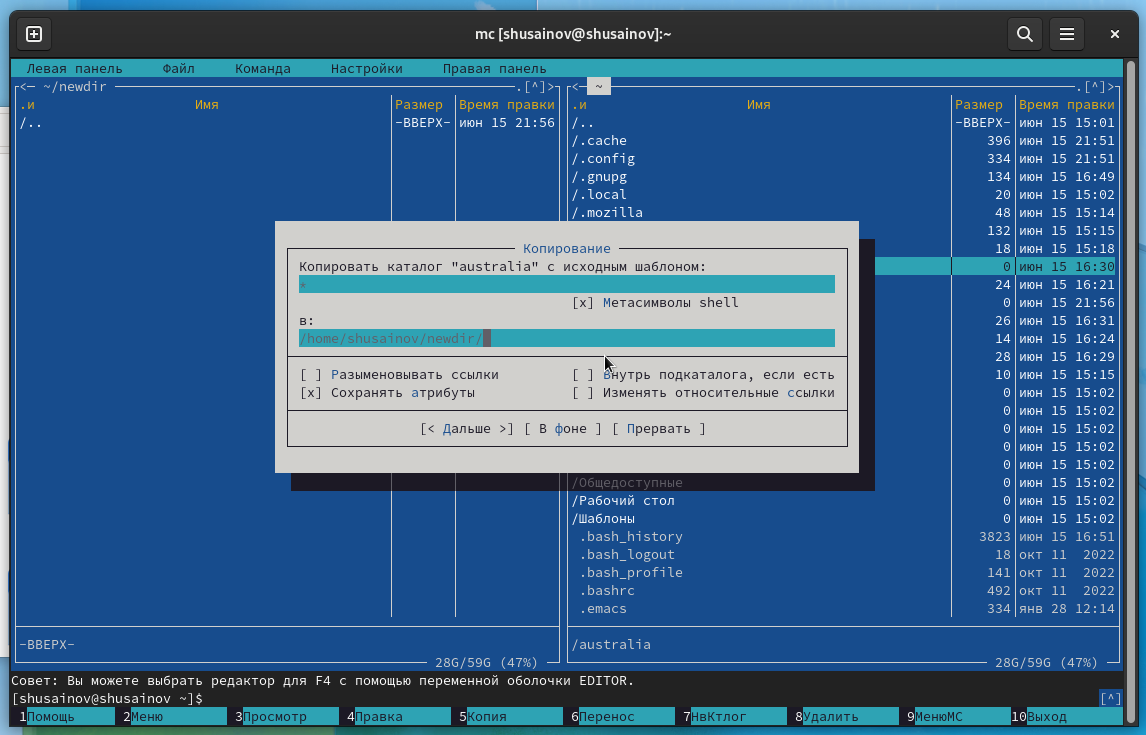 mc [shusainov@shusainov]:~
Левая панель Файл Команда Настройки Правая панель
<─ ~/newdir .[^]> <─ ~ .[^]>
.и Имя Размер Время правки .и Имя Размер Время правки
/.. -ВВЕРХ- июн 15 21:56 /.. -ВВЕРХ- июн 15 15:01
/.cache 396 июн 15 21:51
/.config 334 июн 15 21:51
/.gnupg 134 июн 15 16:49
/.local 20 июн 15 15:02
/.mozilla 48 июн 15 15:14
132 июн 15 15:15
Копирование 18 июн 15 15:18
Копировать каталог "australia" с исходным шаблоном: 0 июн 15 16:30
* 24 июн 15 16:21
[x] Метасимволы shell 0 июн 15 21:56
в: 26 июн 15 16:31
/home/shusainov/newdir/ 14 июн 15 16:24
28 июн 15 16:29
[ ] Разыменовывать ссылки [ ] Внутрь подкаталога, если есть 10 июн 15 15:15
[x] Сохранять атрибуты [ ] Изменять относительные ссылки 0 июн 15 15:02
0 июн 15 15:02
[< Дальше >] [ В фоне ] [ Прервать ] 0 июн 15 15:02
0 июн 15 15:02
0 июн 15 15:02
/Общедоступные 0 июн 15 15:02
/Рабочий стол 0 июн 15 15:02
/Шаблоны 0 июн 15 15:02
.bash_history 3823 июн 15 16:51
.bash_logout 18 окт 11 2022
.bash_profile 141 окт 11 2022
.bashrc 492 окт 11 2022
.emacs 334 янв 28 12:14
-ВВЕРХ- /australia
28G/59G (47%) 28G/59G (47%)
Совет: Вы можете выбрать редактор для F4 с помощью переменной оболочки EDITOR.
[shusainov@shusainov ~]$ [^]
1Помощь 2Меню 3Просмотр 4Правка 5Копия 6Перенос 7НвКтлог 8Удалить 9МенюМС 10Выход